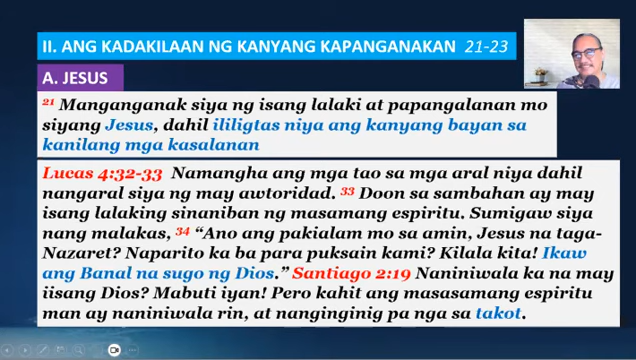 II. ANG KADAKILAAN NG KANYANG KAPANGANAKAN 21-23
A. JESUS
21 Manganganak siya ng isang lalaki at papangalanan mo
siyang Jesus, dahil ililigtas niya ang kanyang bayan sa
kanilang mga kasalanan
Lucas 4:32-33 Namangha ang mga tao sa mga aral niya dahil
nangaral siya ng may awtoridad. 33 Doon sa sambahan ay may
isang lalaking sinaniban ng masamang espiritu. Sumigaw siya
nang malakas, 34 “Ano ang pakialam mo sa amin, Jesus na taga-
Nazaret? Naparito ka ba para puksain kami? Kilala kita! Ikaw
ang Banal na sugo ng Dios.” Santiago 2:19 Naniniwala ka na may
iisang Dios? Mabuti iyan! Pero kahit ang masasamang espiritu
man ay naniniwala rin, at nanginginig pa nga sa takot.